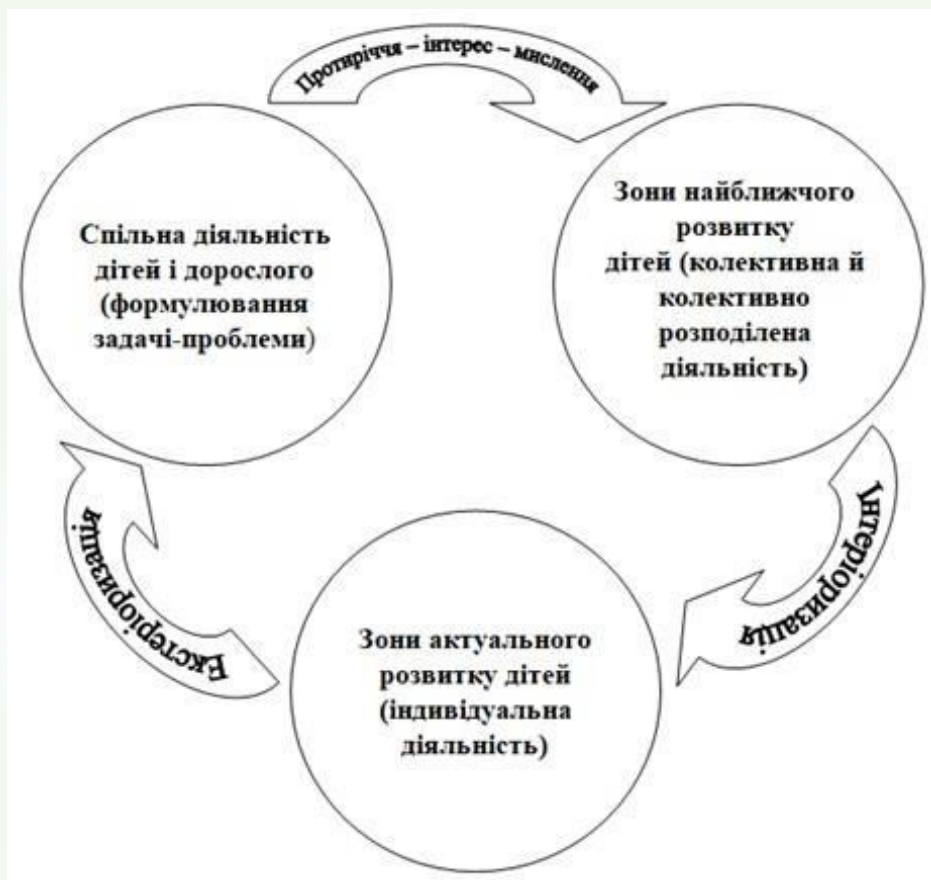 Протиріччя – інтерес – мислення
Спільна діяльність
дітей і дорослого
(формулювання
задачі-проблеми)
Зони найближчого
розвитку
дітей (колективна й
колективно
розподілена
діяльність)
Інтеріоризація
Зони актуального
розвитку дітей
(індивідуальна
діяльність)
Екстеріоризація